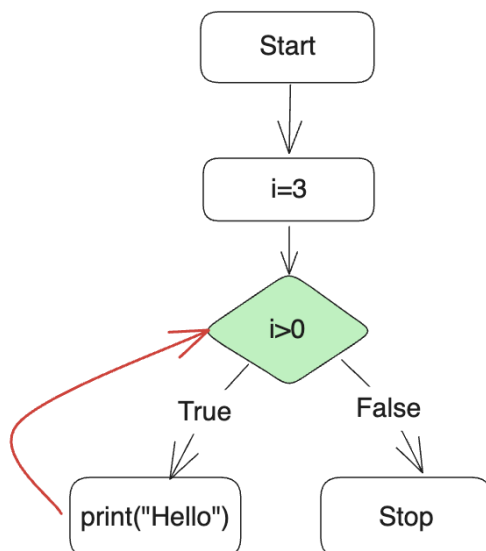 Start
i=3
i>0
True
False
print("Hello")
Stop